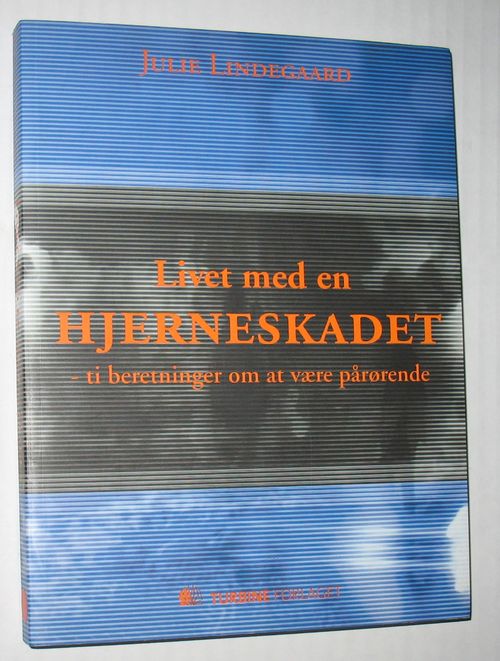 JULIE LINDEGAARD
Livet med en
HJERNESKADET
- ti beretninger om at være pårørende
TURBINE FORLAGET